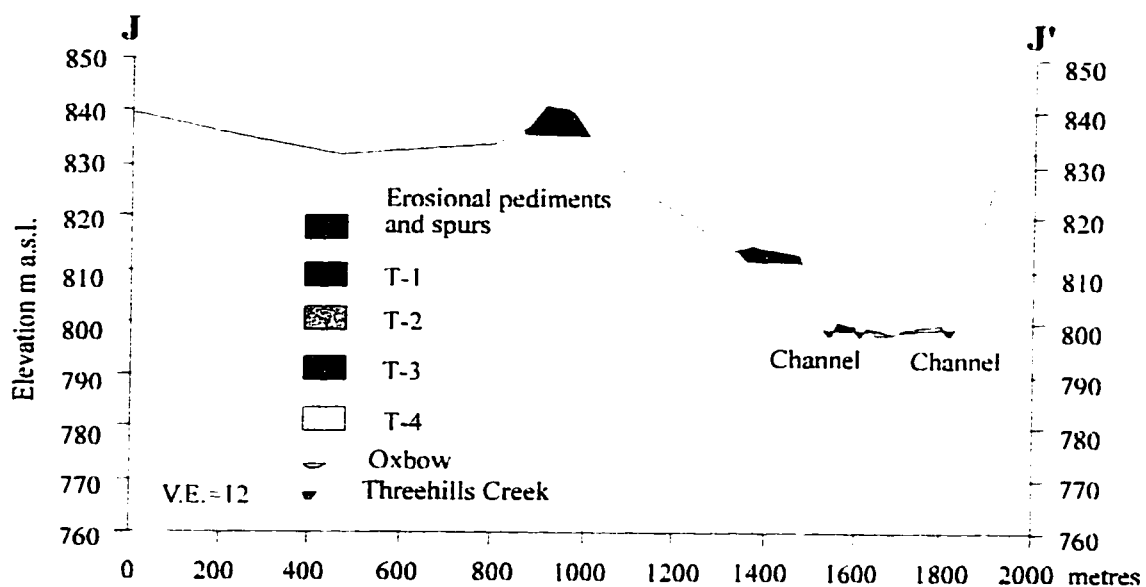 J
J'
850
850
840
840
830
830
820
820
810
810
800
800
790
790
780
780
770
770
760
760
Elevation m a.s.l.
Erosional pediments
and spurs
T-1
T-2
T-3
T-4
Oxbow
Threehills Creek
V.E.=12
Channel
Channel
0 200 400 600 800 1000 1200 1400 1600 1800 2000 metres